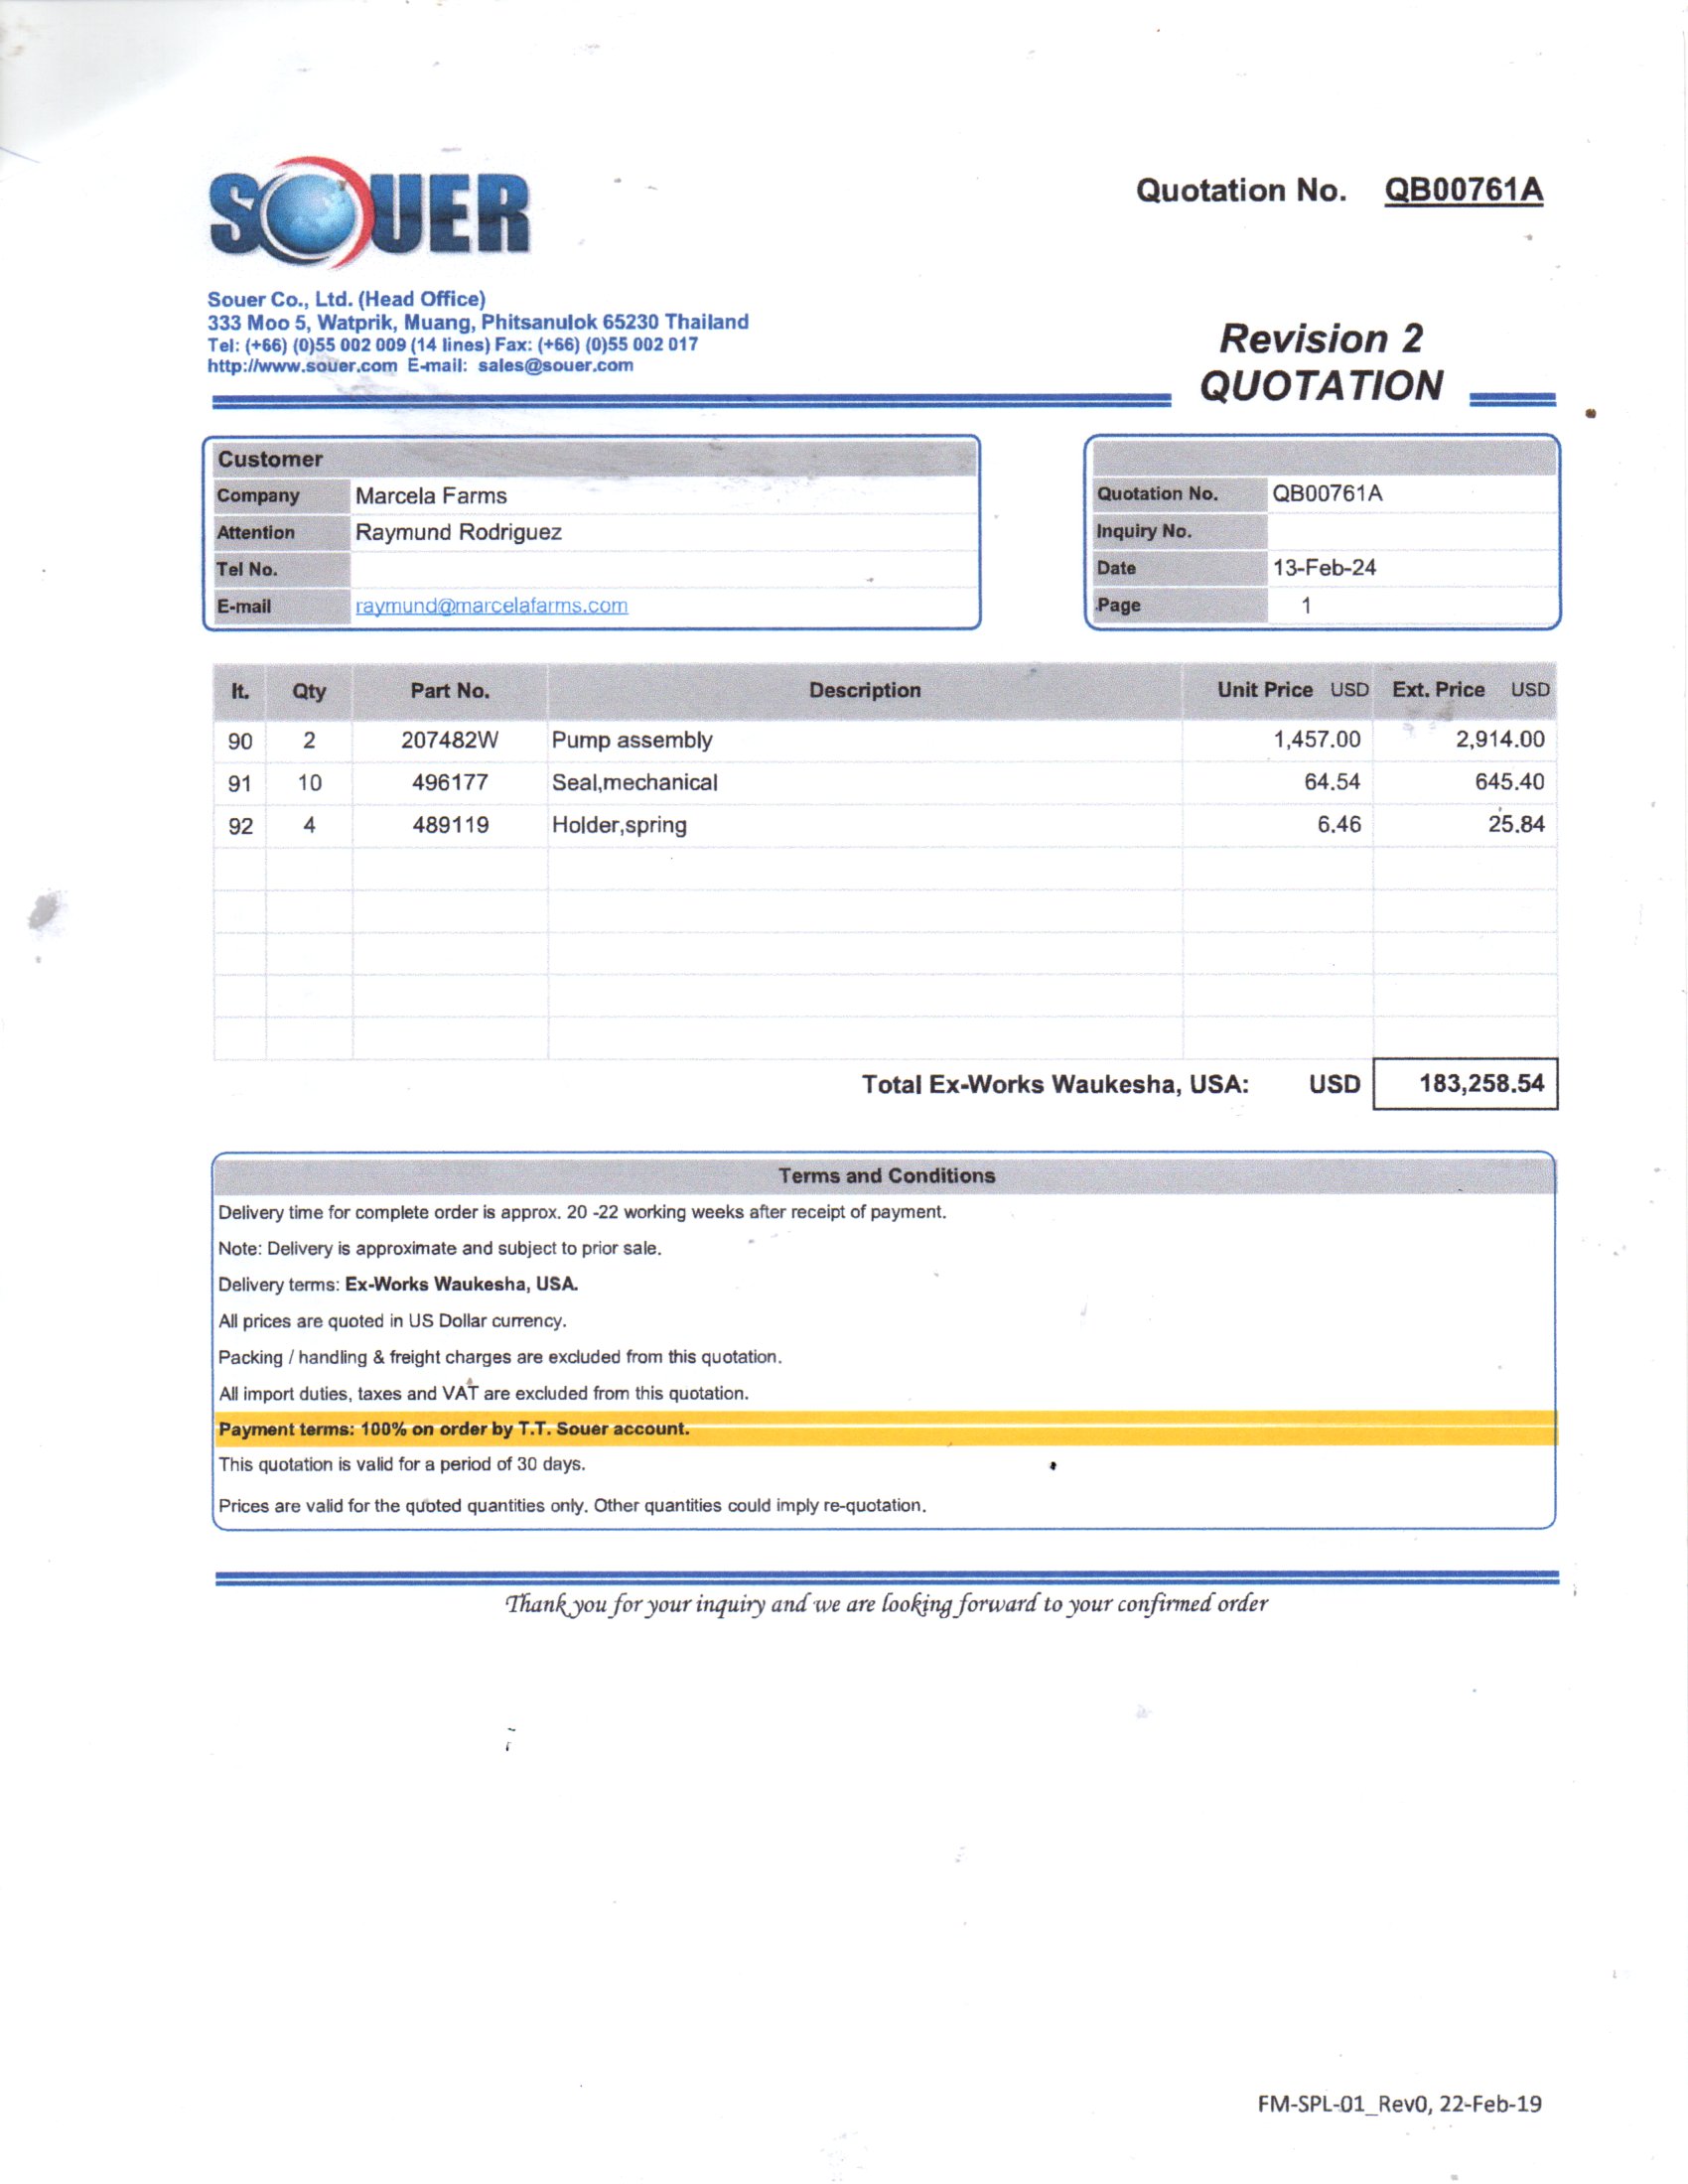 SOUER
Quotation No. QB00761A
Souer Co., Ltd. (Head Office)
333 Moo 5, Watprik, Muang, Phitsanulok 65230 Thailand
Tel: (+66) (0)55 002 009 (14 lines) Fax: (+66) (0)55 002 017
http://www.souer.com E-mail: sales@souer.com
Revision 2
QUOTATION
Customer
Company Marcela Farms
Attention Raymund Rodriguez
Tel No.
E-mail raymund@marcelafarms.com
Quotation No. QB00761A
Inquiry No.
Date 13-Feb-24
Page 1
It. Qty Part No. Description Unit Price USD Ext. Price USD
90 2 207482W Pump assembly 1,457.00 2,914.00
91 10 496177 Seal,mechanical 64.54 645.40
92 4 489119 Holder,spring 6.46 25.84
Total Ex-Works Waukesha, USA: USD 183,258.54
Terms and Conditions
Delivery time for complete order is approx. 20 -22 working weeks after receipt of payment.
Note: Delivery is approximate and subject to prior sale.
Delivery terms: Ex-Works Waukesha, USA.
All prices are quoted in US Dollar currency.
Packing / handling & freight charges are excluded from this quotation.
All import duties, taxes and VAT are excluded from this quotation.
Payment terms: 100% on order by T.T. Souer account.
This quotation is valid for a period of 30 days.
Prices are valid for the quoted quantities only. Other quantities could imply re-quotation.
Thank you for your inquiry and we are looking forward to your confirmed order
FM-SPL-01_Rev0, 22-Feb-19